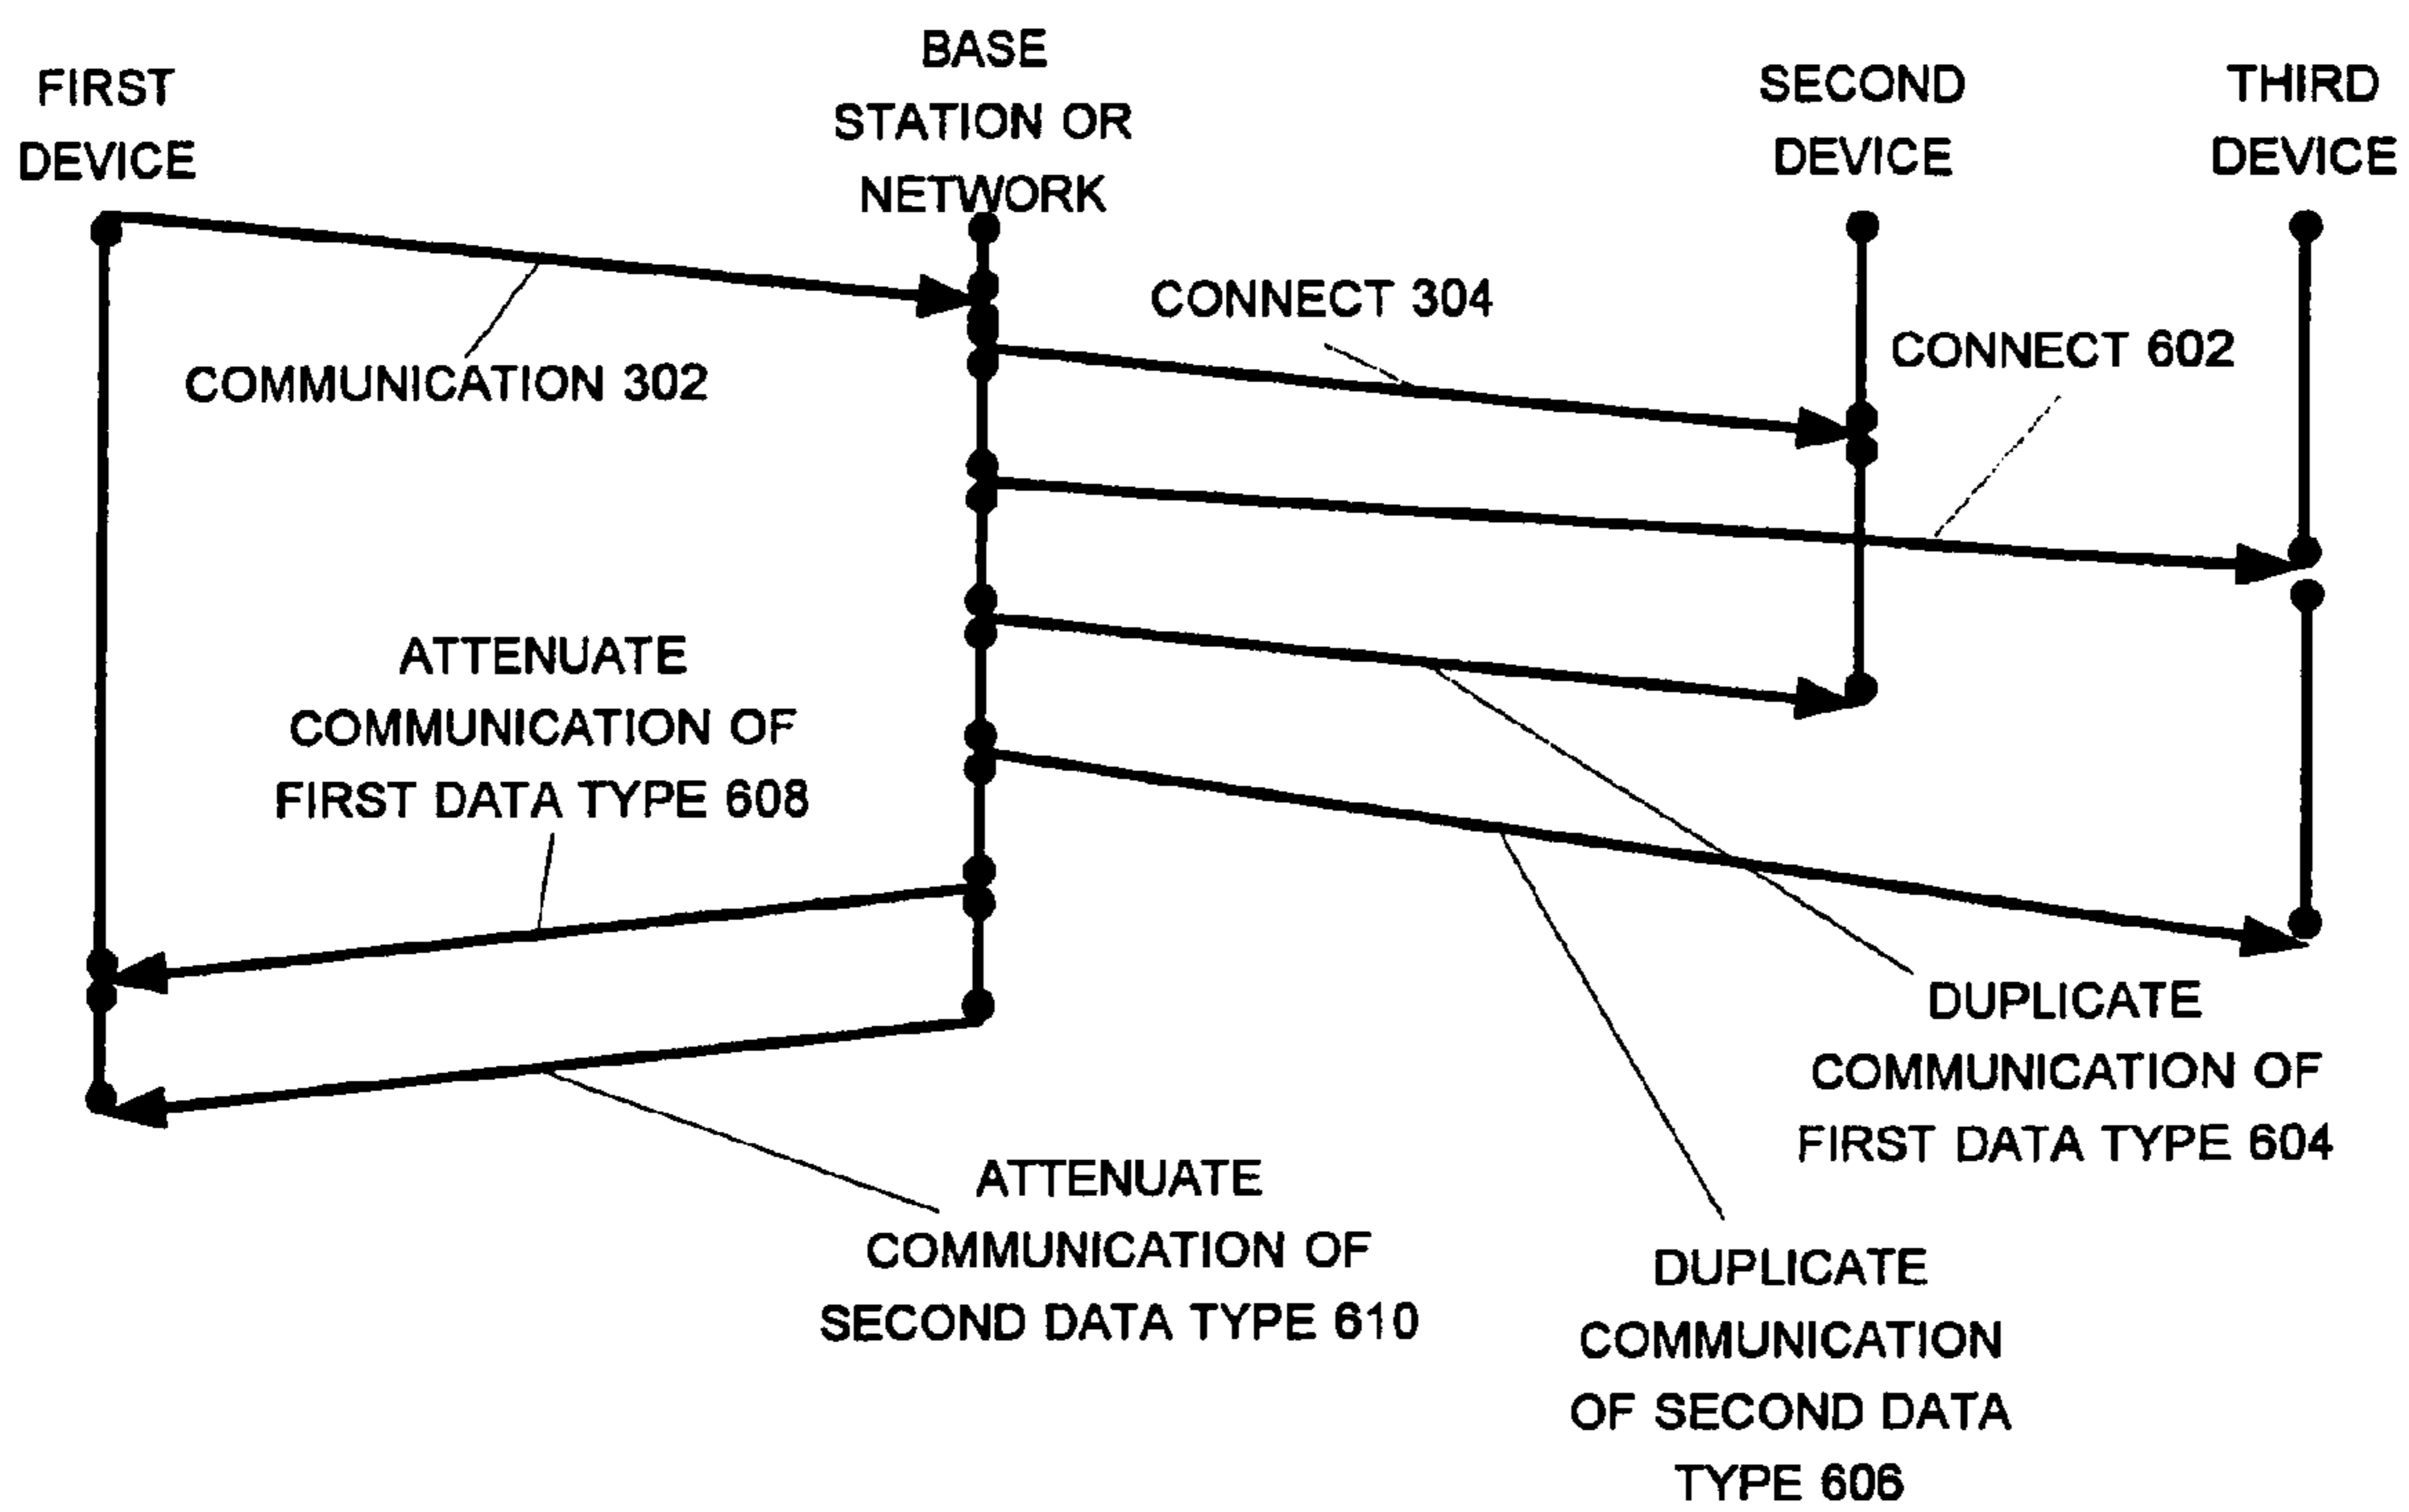 FIRST
DEVICE
BASE
STATION OR
NETWORK
SECOND
DEVICE
THIRD
DEVICE
COMMUNICATION 302
CONNECT 304
CONNECT 602
ATTENUATE
COMMUNICATION OF
FIRST DATA TYPE 608
DUPLICATE
COMMUNICATION OF
FIRST DATA TYPE 604
ATTENUATE
COMMUNICATION OF
SECOND DATA TYPE 610
DUPLICATE
COMMUNICATION
OF SECOND DATA
TYPE 606